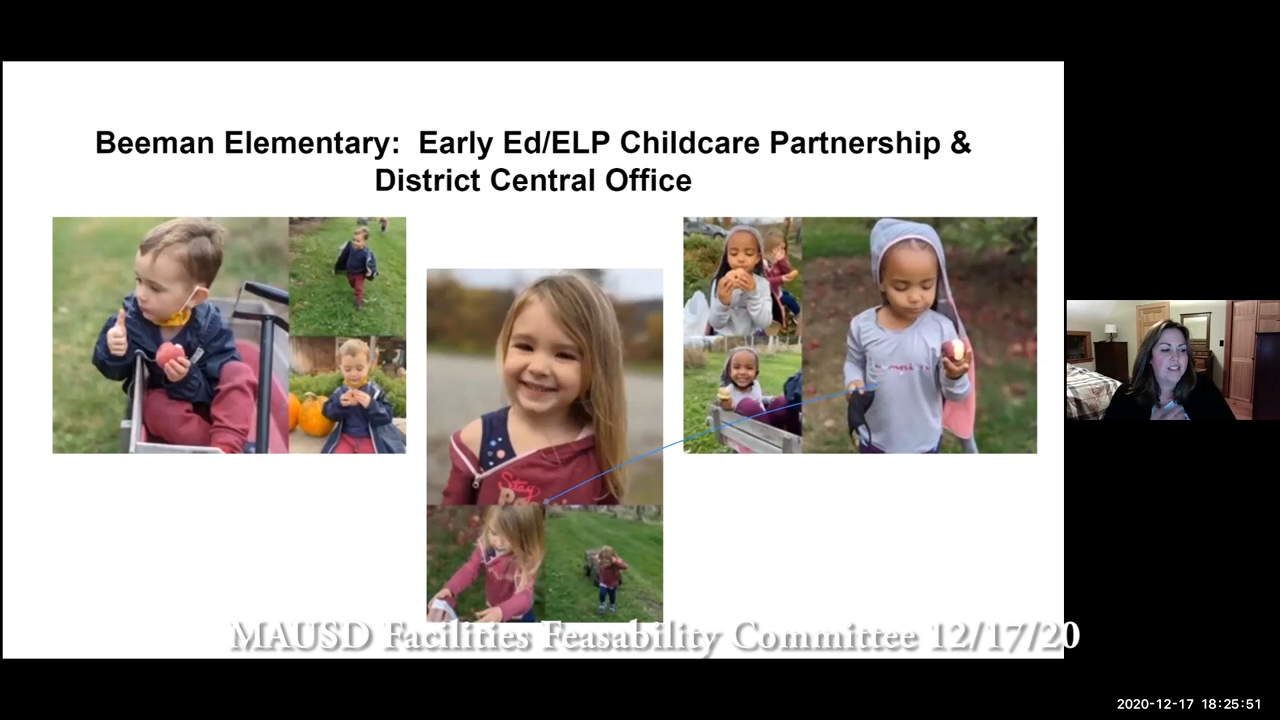 Beeman Elementary:  Early Ed/ELP Childcare Partnership &
District Central Office
Stay
MAUSD Facilities Feasability Committee 12/17/20
2020-12-17 18:25:51